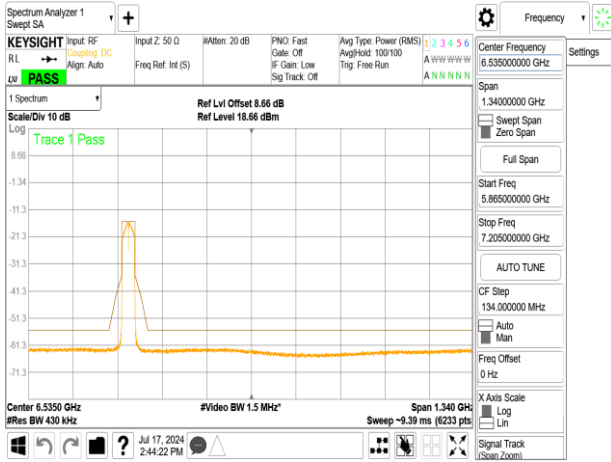 Spectrum Analyzer 1
Swept SA
+
Frequency
KEYSIGHT
RL
LXI PASS
Input: RF
Coupling: DC
Align: Auto
Input Z: 50 Ω
Freq Ref: Int (S)
#Atten: 20 dB
PNO: Fast
Gate: Off
IF Gain: Low
Sig Track: Off
Avg Type: Power (RMS)
Avg|Hold: 100/100
Trig: Free Run
1 2 3 4 5 6
A W W W W W
A N N N N N
1 Spectrum
Scale/Div 10 dB
Ref Lvl Offset 8.66 dB
Ref Level 18.66 dBm
Log
Trace 1 Pass
8.66
-1.34
-11.3
-21.3
-31.3
-41.3
-51.3
-61.3
-71.3
Center 6.5350 GHz
#Res BW 430 kHz
#Video BW 1.5 MHz*
Span 1.340 GHz
Sweep ~9.39 ms (6233 pts)
Jul 17, 2024
2:44:22 PM
?
Center Frequency
6.535000000 GHz
Settings
Span
1.34000000 GHz
Swept Span
Zero Span
Full Span
Start Freq
5.865000000 GHz
Stop Freq
7.205000000 GHz
AUTO TUNE
CF Step
134.000000 MHz
Auto
Man
Freq Offset
0 Hz
X Axis Scale
Log
Lin
Signal Track
(Span Zoom)